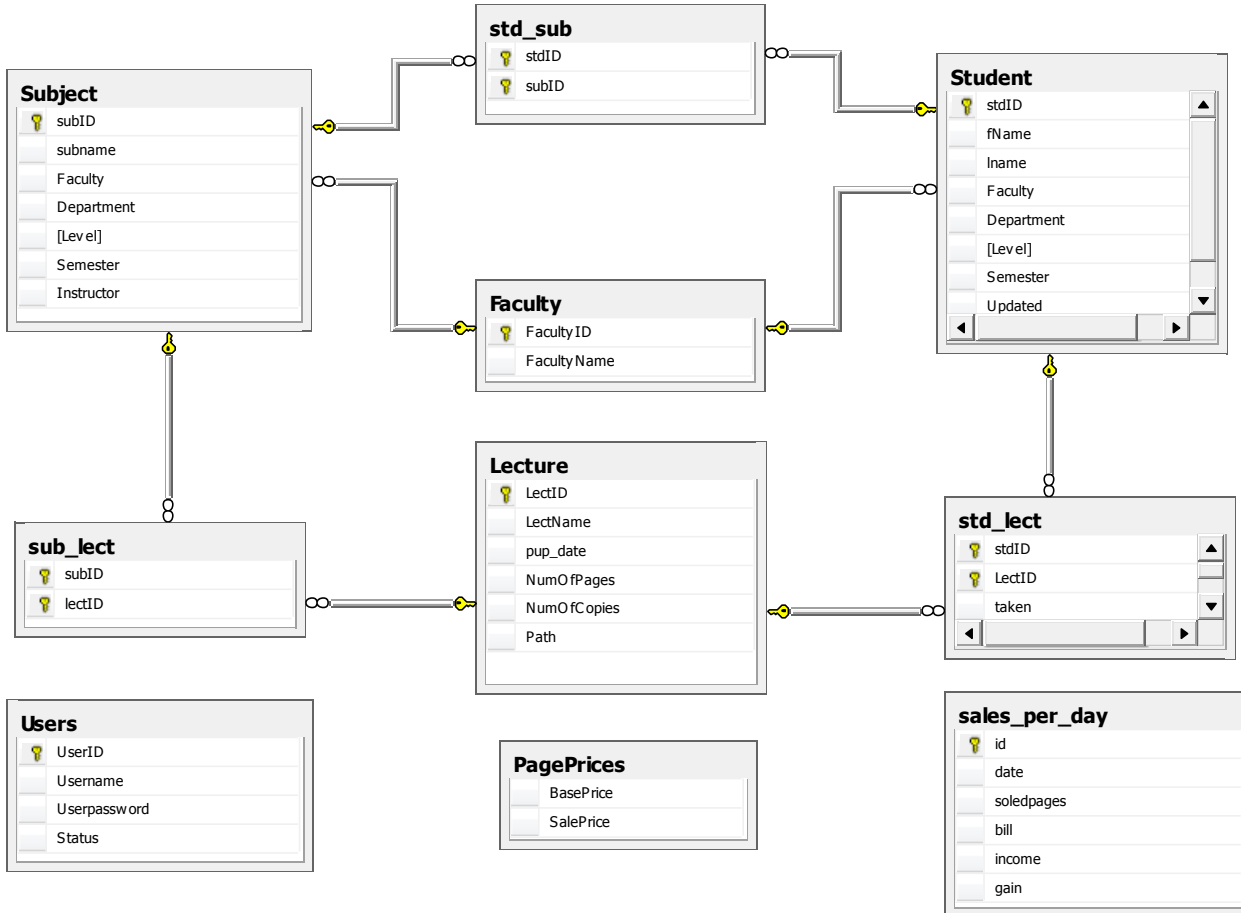 std_sub
stdID
subID
Subject
subID
subname
Faculty
Department
[Level]
Semester
Instructor
Student
stdID
fName
lname
Faculty
Department
[Level]
Semester
Updated
Faculty
FacultyID
FacultyName
Lecture
LectID
LectName
pup_date
NumOfPages
NumOfCopies
Path
sub_lect
subID
lectID
std_lect
stdID
LectID
taken
Users
UserID
Username
Userpassword
Status
PagePrices
BasePrice
SalePrice
sales_per_day
id
date
soledpages
bill
income
gain